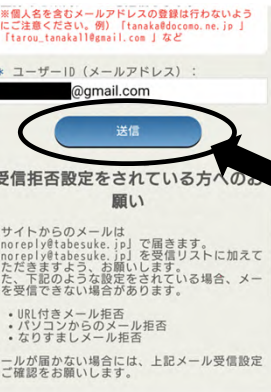 ※個人名を含むメールアドレスの登録は行わないよう
にご注意ください。例)「tanaka@docomo.ne.jp 」
「tarou_tanaka11@gmail.com 」など
* ユーザーID(メールアドレス):
@gmail.com
送信
受信拒否設定をされている方へのお
願い
サイトからのメールは
noreply@tabesuke.jp」で届きます。
noreply@tabesuke.jp」を受信リストに加えて
ただきますよう、お願いします。
た、下記のような設定をされている場合、メー
を受信できない場合があります。
・URL付きメール拒否
・パソコンからのメール拒否
・なりすましメール拒否
ールが届かない場合には、上記メール受信設定
ご確認をお願いします。